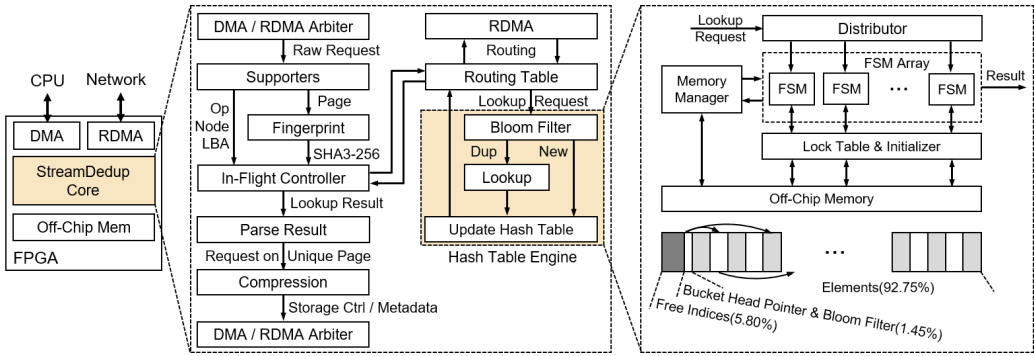 CPU
Network
DMA
RDMA
StreamDedup
Core
Off-Chip Mem
FPGA
DMA / RDMA Arbiter
Raw Request
Supporters
Op
Node
LBA
Page
Fingerprint
SHA3-256
In-Flight Controller
Lookup Result
Parse Result
Request on Unique Page
Compression
Storage Ctrl / Metadata
DMA / RDMA Arbiter
RDMA
Routing
Routing Table
Lookup Request
Bloom Filter
Dup
New
Lookup
Update Hash Table
Hash Table Engine
Lookup
Request
Distributor
FSM Array
Memory
Manager
FSM
FSM
...
FSM
Result
Lock Table & Initializer
Off-Chip Memory
...
Elements(92.75%)
Bucket Head Pointer & Bloom Filter(1.45%)
Free Indices(5.80%)